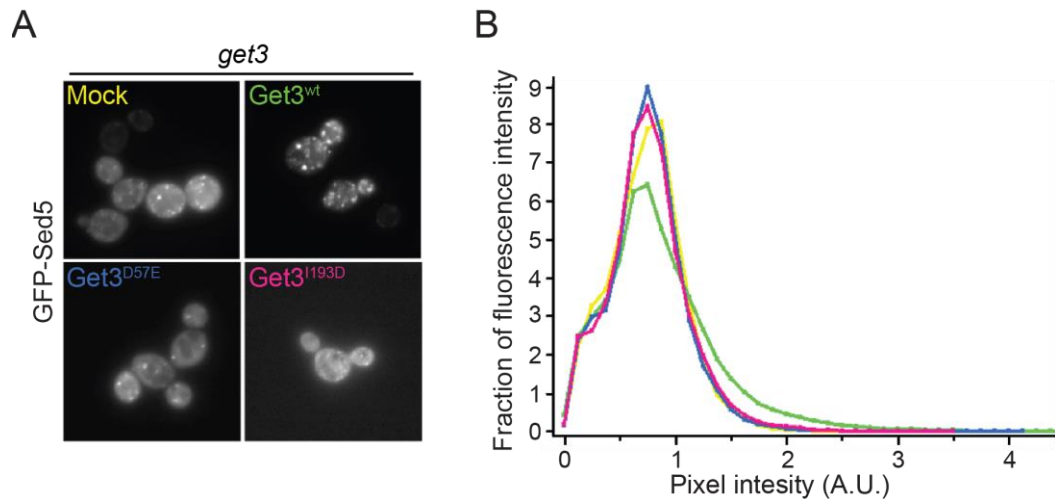 A
get3
Mock
Get3wt
GFP-Sed5
Get3D57E
Get3I193D
B
Fraction of fluorescence intensity
9
8
7
6
5
4
3
2
1
0
0 1 2 3 4
Pixel intesity (A.U.)